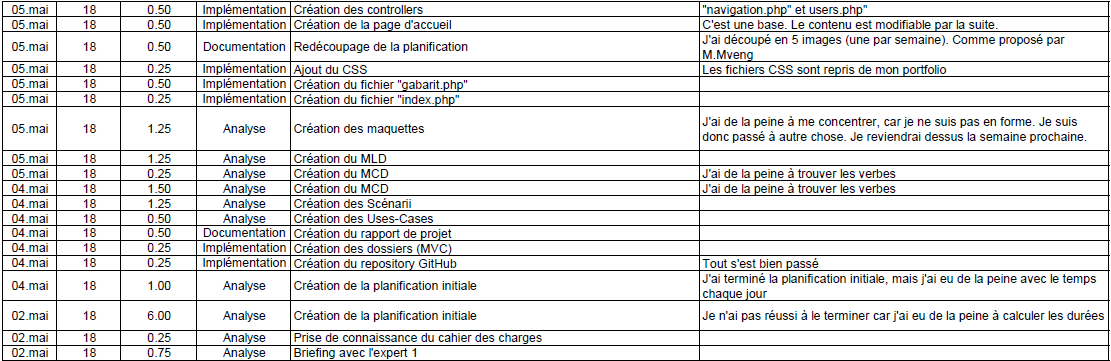 05.mai 18 0.50 Implémentation Création des controllers "navigation.php" et users.php"
05.mai 18 0.50 Implémentation Création de la page d'accueil C'est une base. Le contenu est modifiable par la suite.
05.mai 18 0.50 Documentation Redécoupage de la planification J'ai découpé en 5 images (une par semaine). Comme proposé par
M.Mveng
05.mai 18 0.25 Implémentation Ajout du CSS Les fichiers CSS sont repris de mon portfolio
05.mai 18 0.50 Implémentation Création du fichier "gabarit.php"
05.mai 18 0.25 Implémentation Création du fichier "index.php"
05.mai 18 1.25 Analyse Création des maquettes J'ai de la peine à me concentrer, car je ne suis pas en forme. Je suis
donc passé à autre chose. Je reviendrai dessus la semaine prochaine.
05.mai 18 1.25 Analyse Création du MLD
05.mai 18 0.25 Analyse Création du MCD J'ai de la peine à trouver les verbes
04.mai 18 1.50 Analyse Création du MCD J'ai de la peine à trouver les verbes
04.mai 18 1.25 Analyse Création des Scénarii
04.mai 18 0.50 Analyse Création des Uses-Cases
04.mai 18 0.50 Documentation Création du rapport de projet
04.mai 18 0.25 Implémentation Création des dossiers (MVC)
04.mai 18 0.25 Implémentation Création du repository GitHub Tout s'est bien passé
04.mai 18 1.00 Analyse Création de la planification initiale J'ai terminé la planification initiale, mais j'ai eu de la peine avec le temps
chaque jour
02.mai 18 6.00 Analyse Création de la planification initiale Je n'ai pas réussi à le terminer car j'ai eu de la peine à calculer les durées
02.mai 18 0.25 Analyse Prise de connaissance du cahier des charges
02.mai 18 0.75 Analyse Briefing avec l'expert 1